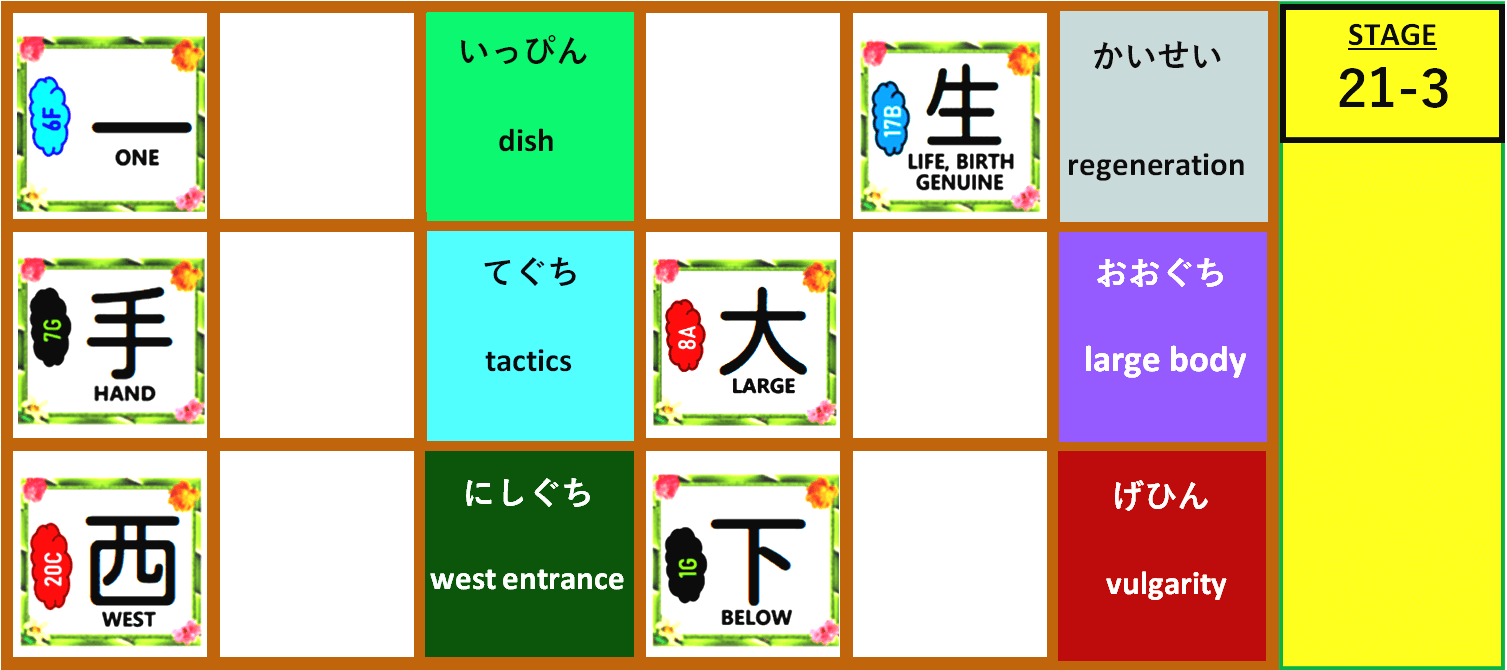 6F
一
ONE
いっぴん
dish
17B
生
LIFE, BIRTH
GENUINE
かいせい
regeneration
STAGE
21-3
7G
手
HAND
てぐち
tactics
8A
大
LARGE
おおぐち
large body
20C
西
WEST
にしぐち
west entrance
1G
下
BELOW
げひん
vulgarity